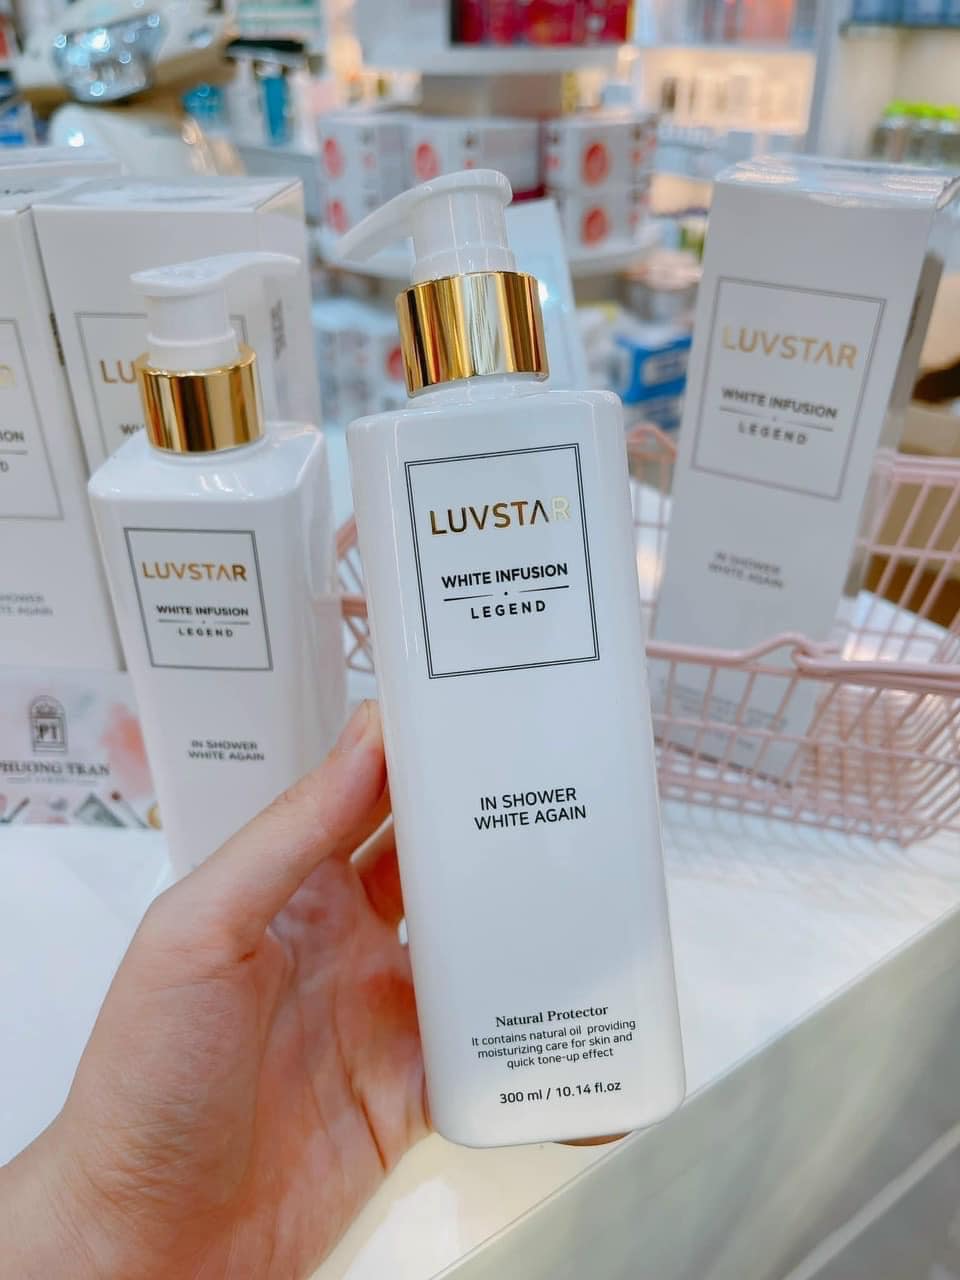 LUVSTAR
WHITE INFUSION
LEGEND
IN SHOWER
WHITE AGAIN
Natural Protector
It contains natural oil providing
moisturizing care for skin and
quick tone-up effect
300 ml / 10.14 fl.oz
LUVSTAR
WHITE INFUSION
LEGEND
IN SHOWER
WHITE AGAIN
LUVSTAR
WHITE INFUSION
LEGEND
IN SHOWER
WHITE AGAIN
LU
PT
PHUONG TRAN